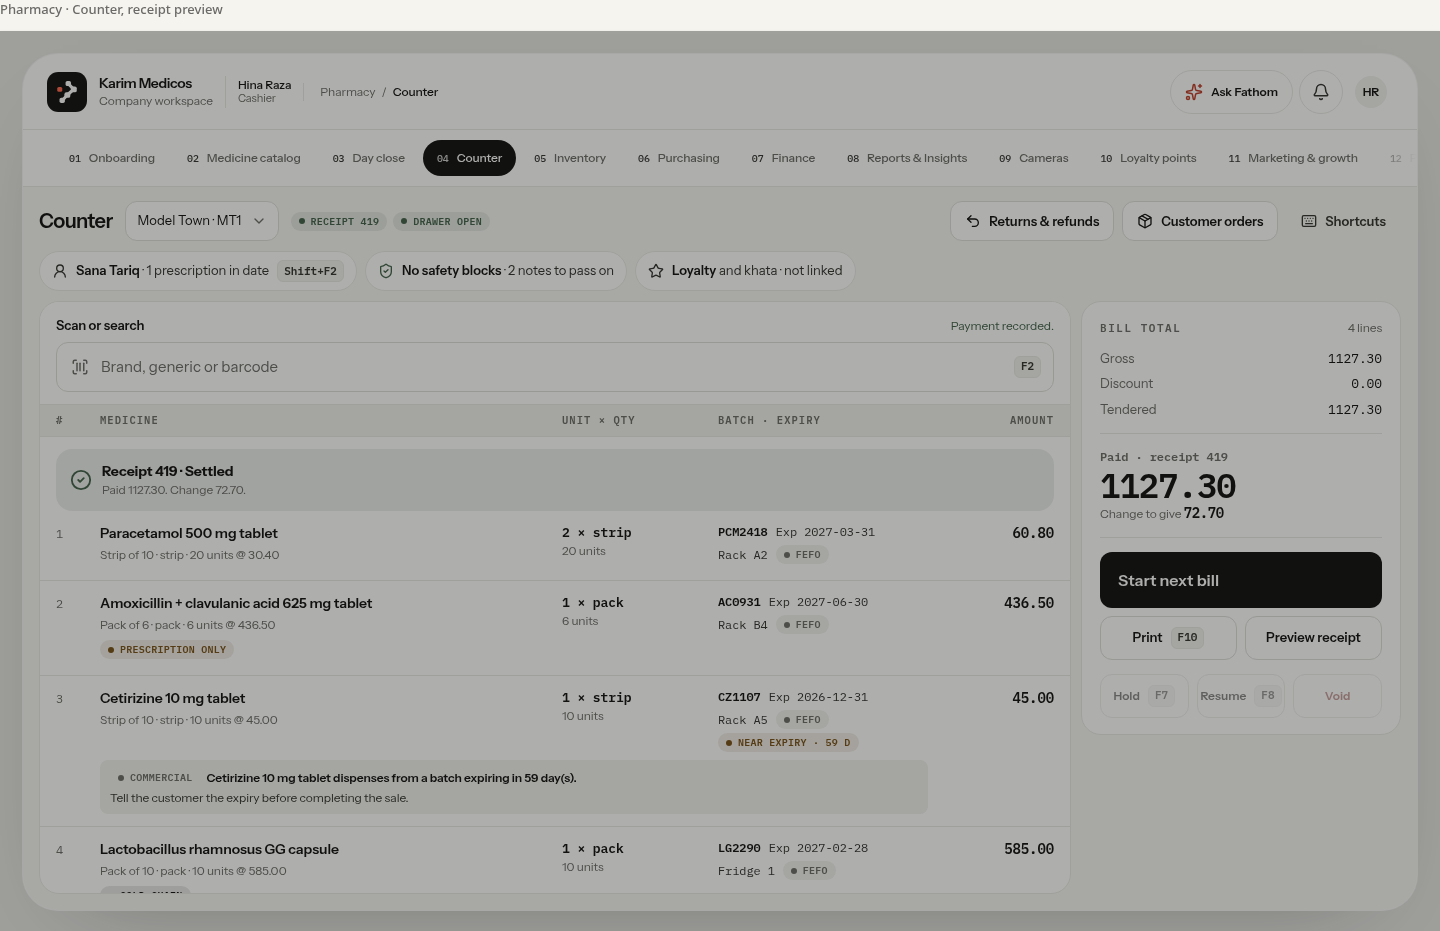 Pharmacy · Counter, receipt preview
Karim Medicos
Company workspace
Hina Raza
Cashier
Pharmacy / Counter
Ask Fathom
HR
01 Onboarding
02 Medicine catalog
03 Day close
04 Counter
05 Inventory
06 Purchasing
07 Finance
08 Reports & Insights
09 Cameras
10 Loyalty points
11 Marketing & growth
12
Counter
Model Town · MT1
RECEIPT 419
DRAWER OPEN
Returns & refunds
Customer orders
Shortcuts
Sana Tariq · 1 prescription in date Shift+F2
No safety blocks · 2 notes to pass on
Loyalty and khata · not linked
Scan or search
Payment recorded.
Brand, generic or barcode
F2
# MEDICINE UNIT × QTY BATCH · EXPIRY AMOUNT
Receipt 419 · Settled
Paid 1127.30. Change 72.70.
1 Paracetamol 500 mg tablet 2 × strip PCM2418 Exp 2027-03-31 60.80
Strip of 10 · strip · 20 units @ 30.40 20 units Rack A2 FEFO
2 Amoxicillin + clavulanic acid 625 mg tablet 1 × pack AC0931 Exp 2027-06-30 436.50
Pack of 6 · pack · 6 units @ 436.50 6 units Rack B4 FEFO
PRESCRIPTION ONLY
3 Cetirizine 10 mg tablet 1 × strip CZ1107 Exp 2026-12-31 45.00
Strip of 10 · strip · 10 units @ 45.00 10 units Rack A5 FEFO
NEAR EXPIRY · 59 D
COMMERCIAL Cetirizine 10 mg tablet dispenses from a batch expiring in 59 day(s).
Tell the customer the expiry before completing the sale.
4 Lactobacillus rhamnosus GG capsule 1 × pack LG2290 Exp 2027-02-28 585.00
Pack of 10 · pack · 10 units @ 585.00 10 units Fridge 1 FEFO
BILL TOTAL 4 lines
Gross 1127.30
Discount 0.00
Tendered 1127.30
Paid · receipt 419
1127.30
Change to give 72.70
Start next bill
Print F10
Preview receipt
Hold F7
Resume F8
Void